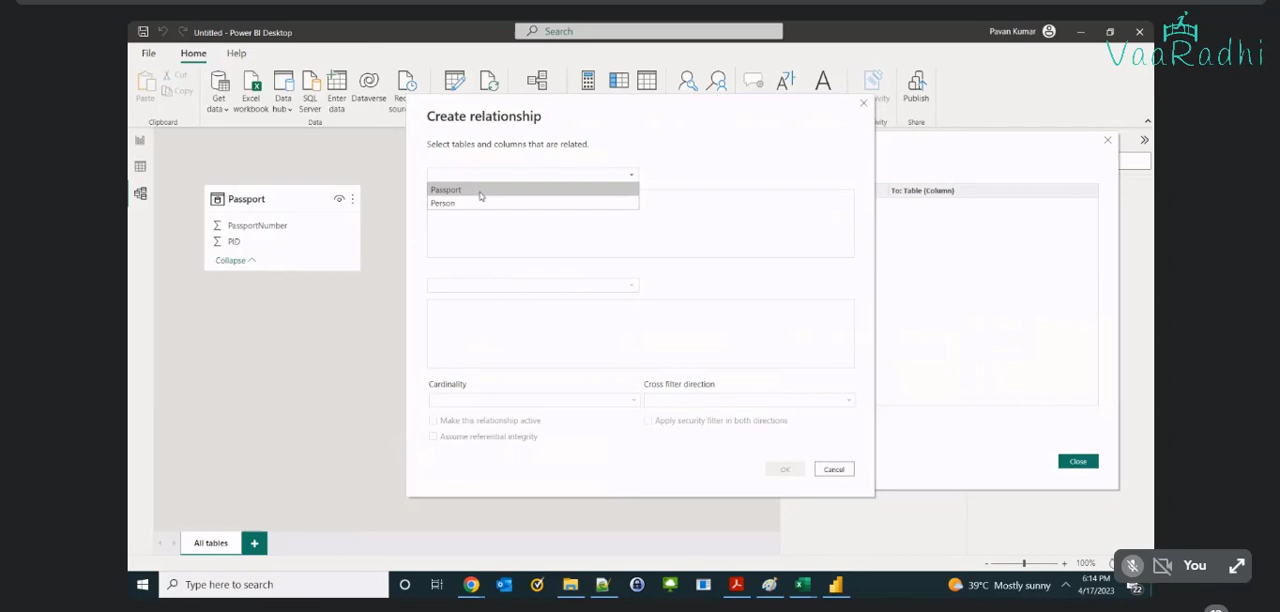 VaaRadhi
Untitled - Power BI Desktop
Search
Pavan Kumar
File Home Help
Paste
Cut
Copy
Get data
Excel workbook
Data hub
SQL Server
Enter data
Dataverse
Publish
Clipboard
Data
Share
Create relationship
Select tables and columns that are related.
Passport
Person
Passport
PassportNumber
PID
Collapse
To: Table (Column)
Cardinality
Cross filter direction
Make this relationship active
Apply security filter in both directions
Assume referential integrity
OK
Cancel
Close
All tables
100%
You
Type here to search
39°C Mostly sunny
6:14 PM
4/17/2023
22